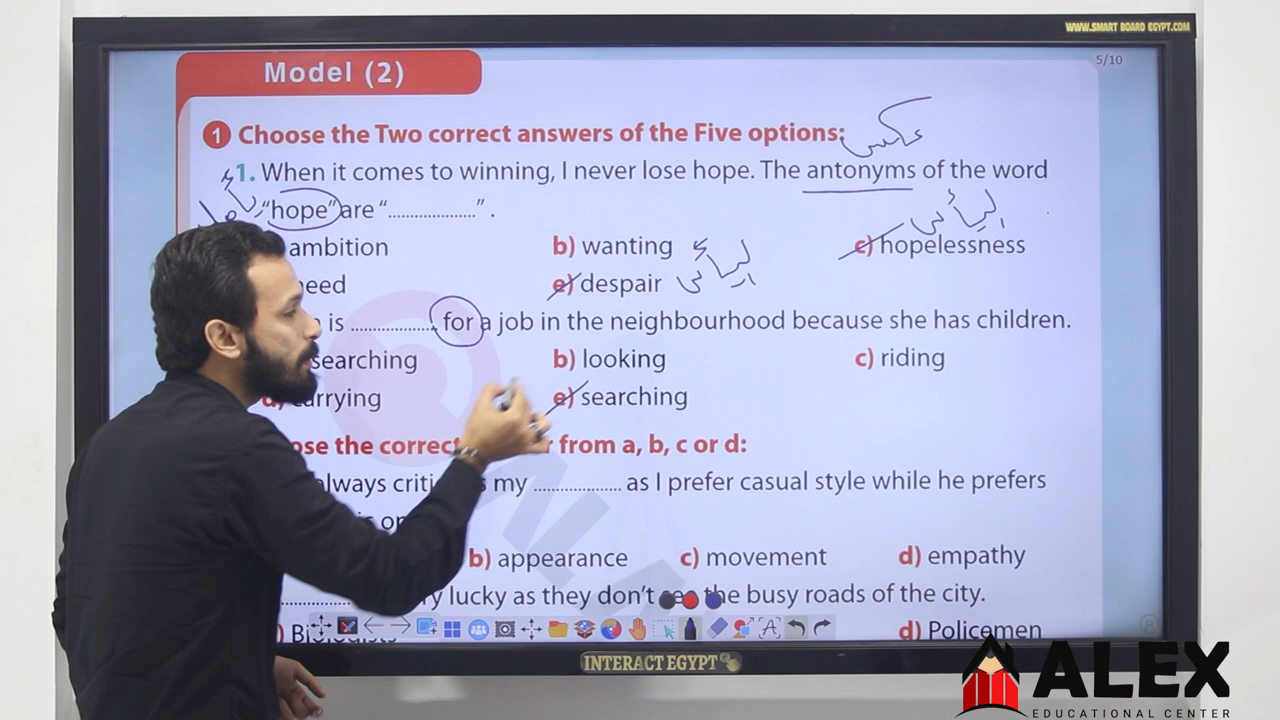 WWW.SMART BOARD EGYPT.COM
Model (2)
5/10
1 Choose the Two correct answers of the Five options:
عكس
1. When it comes to winning, I never lose hope. The antonyms of the word
"hope" are "....................." .
ambition b) wanting c) hopelessness
need e) despair
is ..................... for a job in the neighbourhood because she has children.
searching b) looking c) riding
d) carrying e) searching
the correct from a, b, c or d:
always my ..................... as I prefer casual style while he prefers
b) appearance c) movement d) empathy
lucky as they don't see the busy roads of the city.
d) Policemen
INTERACT EGYPT
ALEX
EDUCATIONAL CENTER